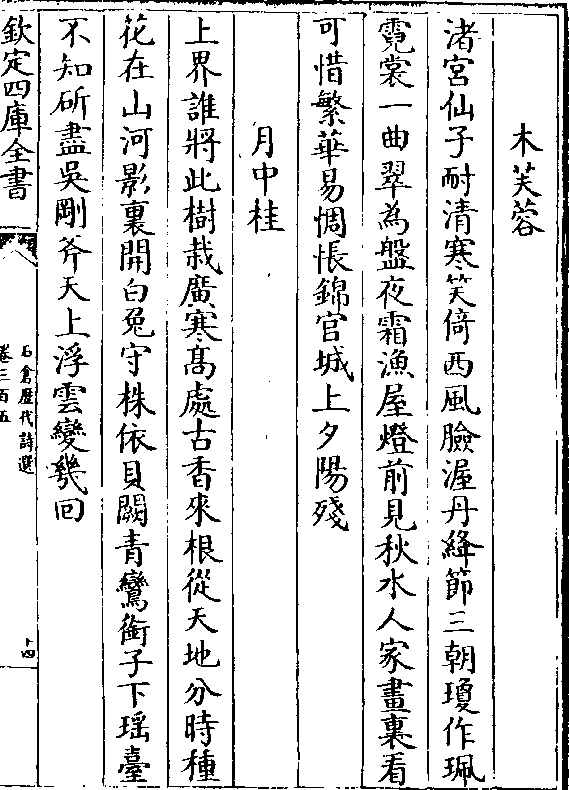 木芙蓉
渚宮仙子耐清寒笑倚西風臉渥丹絳節三朝瓊作珮
霓裳一曲翠為盤夜霜漁屋燈前見秋水人家畫裏看
可惜繁華易惆悵錦官城上夕陽殘
月中桂
上界誰將此樹栽廣寒髙處古香來根從天地分時種
花在山河影裏開白兔守株依貝闕青鸞銜子下瑶臺
不知斫盡吳剛斧天上浮雲變幾回
欽定四庫全書
石倉歷代詩選
卷三百五
十四